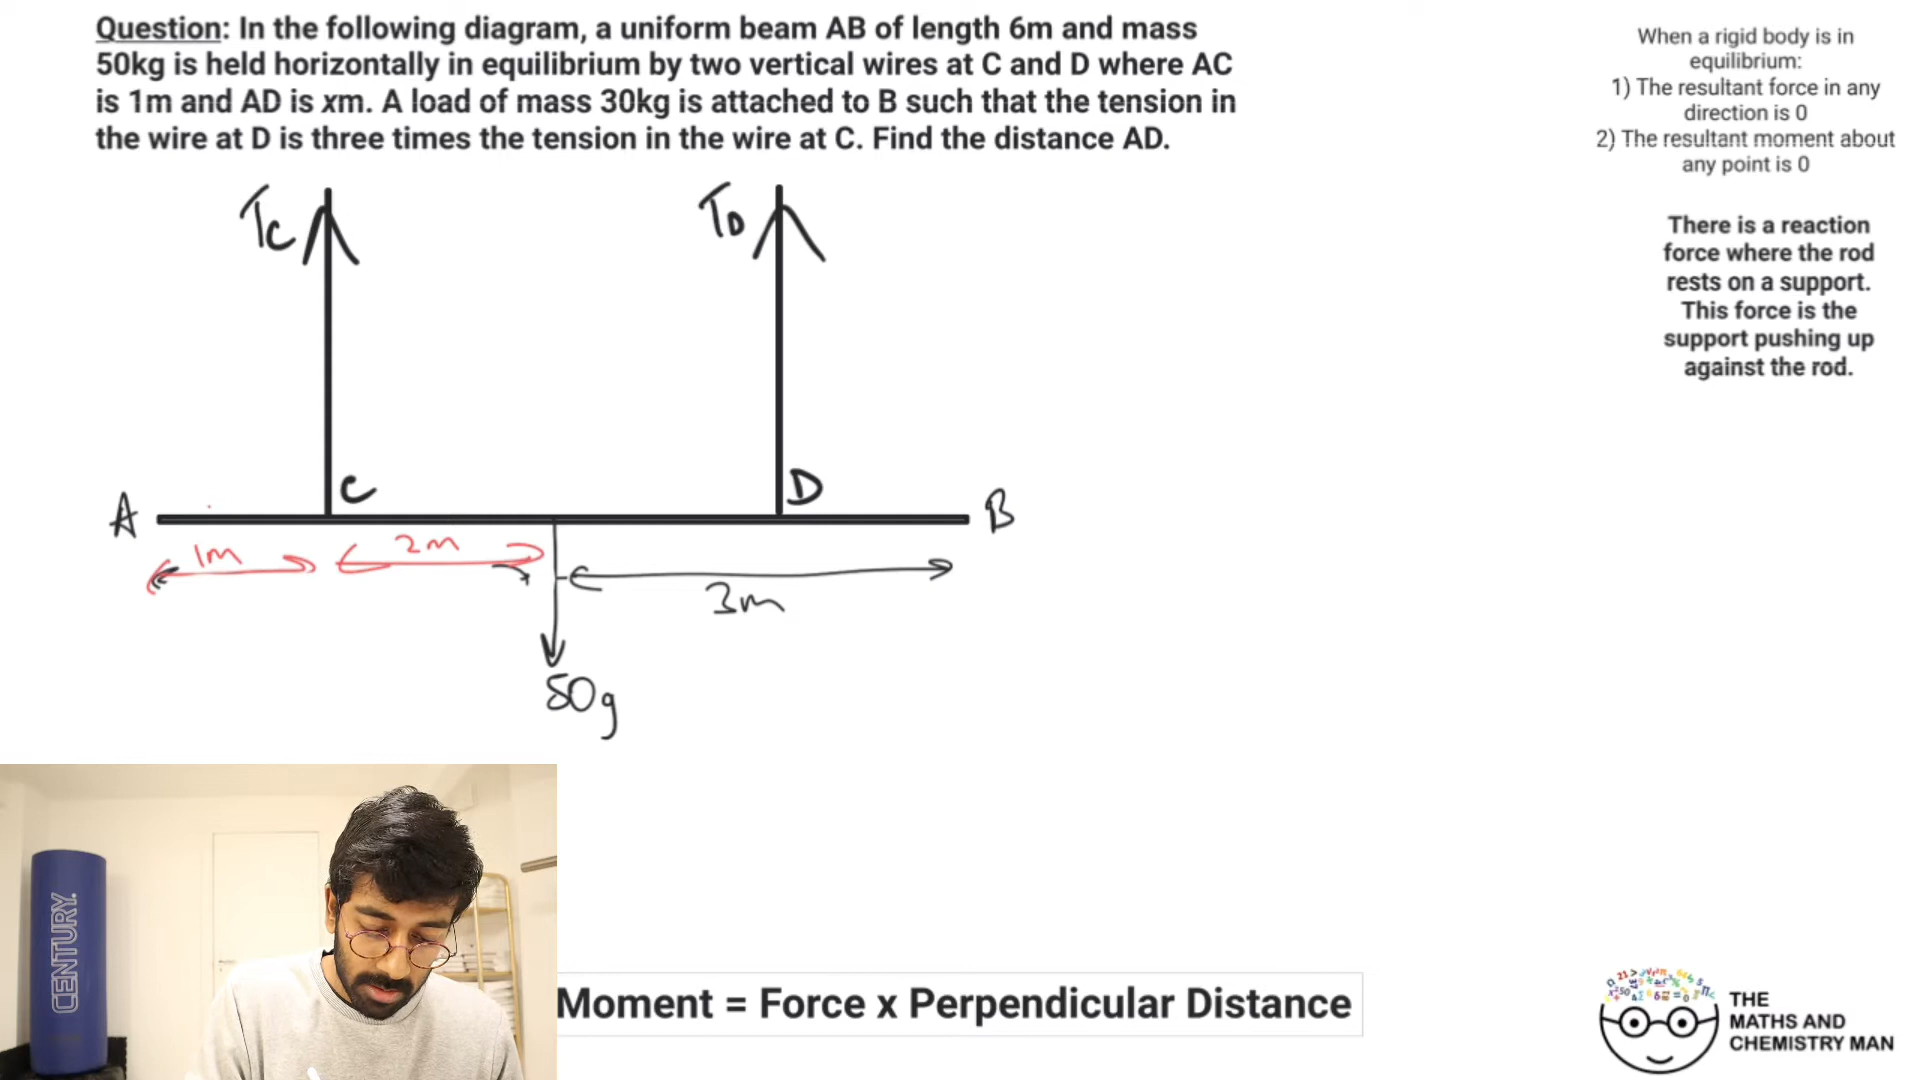 Question: In the following diagram, a uniform beam AB of length 6m and mass
50kg is held horizontally in equilibrium by two vertical wires at C and D where AC
is 1m and AD is xm. A load of mass 30kg is attached to B such that the tension in
the wire at D is three times the tension in the wire at C. Find the distance AD.
When a rigid body is in
equilibrium:
1) The resultant force in any
direction is 0
2) The resultant moment about
any point is 0
There is a reaction
force where the rod
rests on a support.
This force is the
support pushing up
against the rod.
Tc
TD
C
D
A
B
1m
2m
3m
50g
CENTURY.
Moment = Force x Perpendicular Distance
THE
MATHS AND
CHEMISTRY MAN